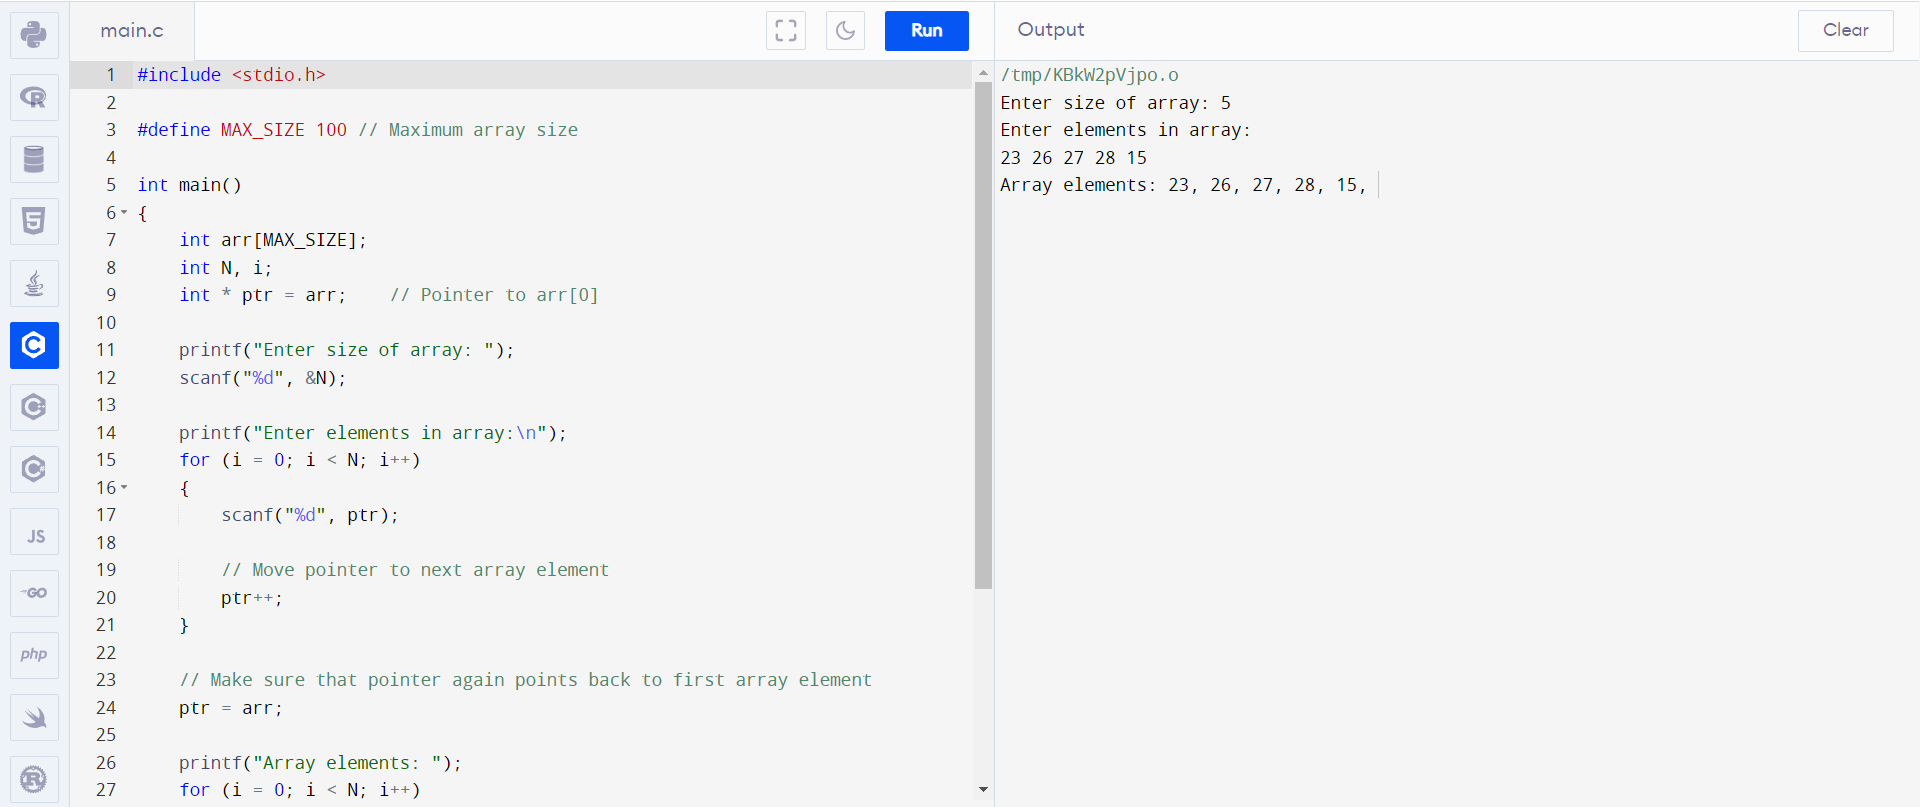 main.c
Run
Output
Clear
1 #include <stdio.h>
2
3 #define MAX_SIZE 100 // Maximum array size
4
5 int main()
6 {
7 int arr[MAX_SIZE];
8 int N, i;
9 int * ptr = arr;    // Pointer to arr[0]
10
11 printf("Enter size of array: ");
12 scanf("%d", &N);
13
14 printf("Enter elements in array:\n");
15 for (i = 0; i < N; i++)
16 {
17 scanf("%d", ptr);
18
19 // Move pointer to next array element
20 ptr++;
21 }
22
23 // Make sure that pointer again points back to first array element
24 ptr = arr;
25
26 printf("Array elements: ");
27 for (i = 0; i < N; i++)
/tmp/KBkW2pVjpo.o
Enter size of array: 5
Enter elements in array:
23 26 27 28 15
Array elements: 23, 26, 27, 28, 15,
R
5
C
C++
C#
JS
GO
php
R